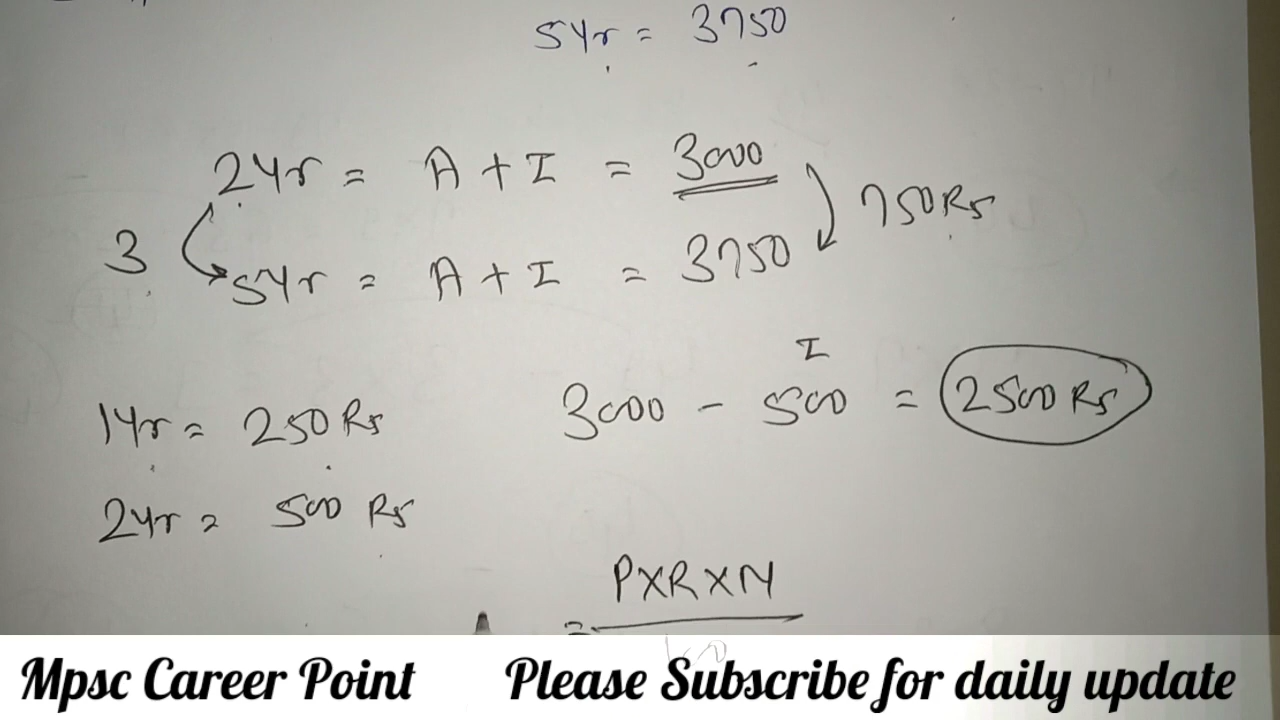 5Yr = 3750
2Yr = A + I = 3000
750Rs
3
5Yr = A + I = 3750
I
1Yr = 250 Rs
3000 - 500 = 2500 Rs
2Yr = 500 Rs
= PXRXN
Mpsc Career Point
Please Subscribe for daily update